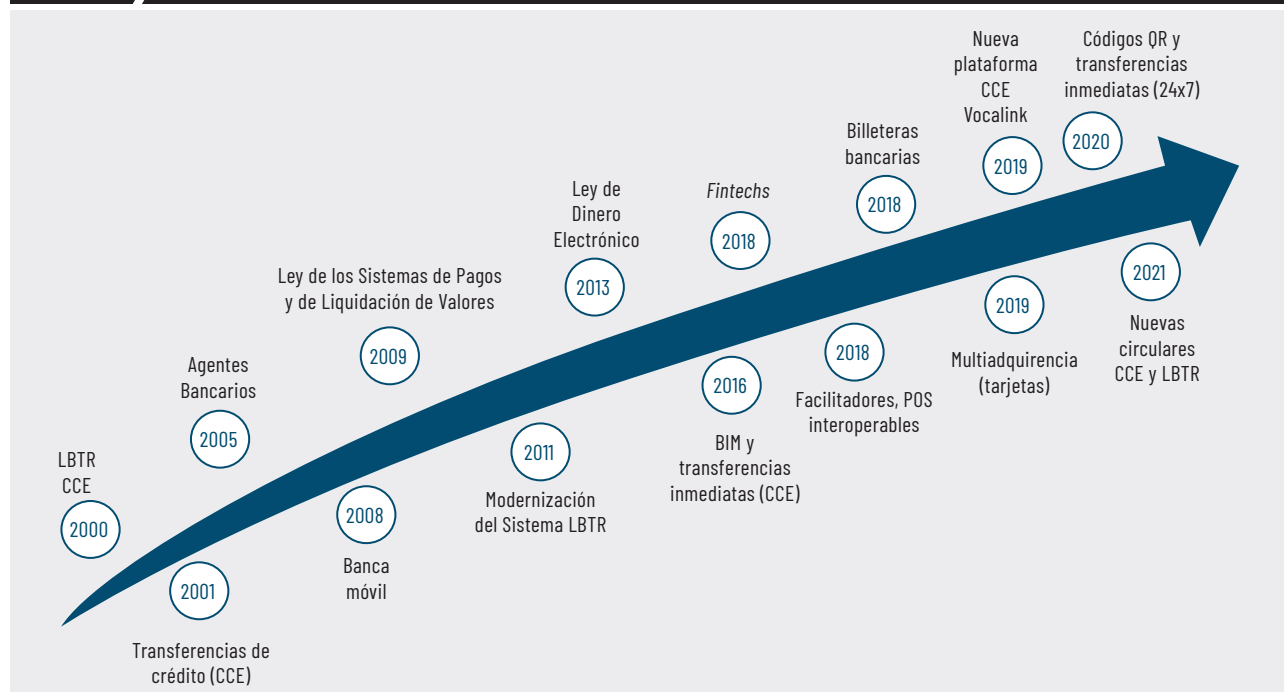 LBTR
CCE
2000
2001
Transferencias de
crédito (CCE)
Agentes
Bancarios
2005
2008
Banca
móvil
Ley de los Sistemas de Pagos
y de Liquidación de Valores
2009
2011
Modernización
del Sistema LBTR
Ley de
Dinero
Electrónico
2013
2016
BIM y
transferencias
inmediatas (CCE)
Fintechs
2018
2018
Facilitadores, POS
interoperables
Billeteras
bancarias
2018
Nueva
plataforma
CCE
Vocalink
2019
2019
Multiadquirencia
(tarjetas)
Códigos QR y
transferencias
inmediatas (24x7)
2020
2021
Nuevas
circulares
CCE y LBTR